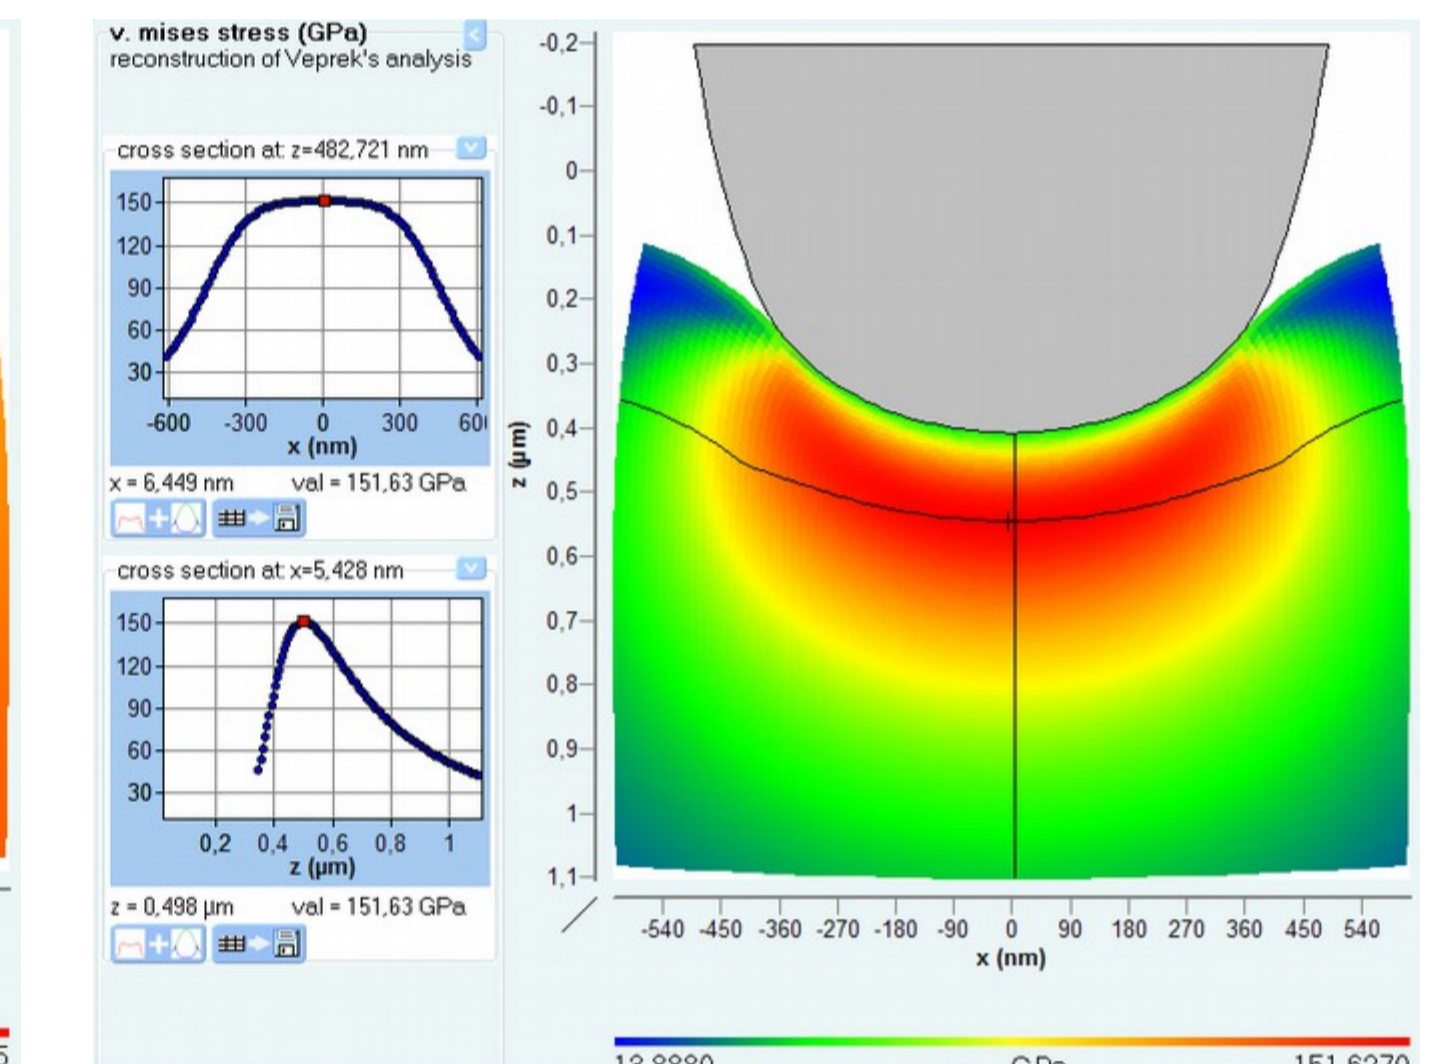 v. mises stress (GPa)
reconstruction of Veprek's analysis
cross section at: z=482,721 nm
150
120
90
60
30
-600 -300 0 300 600
x (nm)
x = 6,449 nm val = 151,63 GPa
cross section at: x=5,428 nm
150
120
90
60
30
0,2 0,4 0,6 0,8 1
z (µm)
z = 0,498 µm val = 151,63 GPa
-0,2
-0,1
0
0,1
0,2
0,3
0,4
0,5
0,6
0,7
0,8
0,9
1
1,1
z (µm)
-540 -450 -360 -270 -180 -90 0 90 180 270 360 450 540
x (nm)
13,8880 GPa 151,6270
5